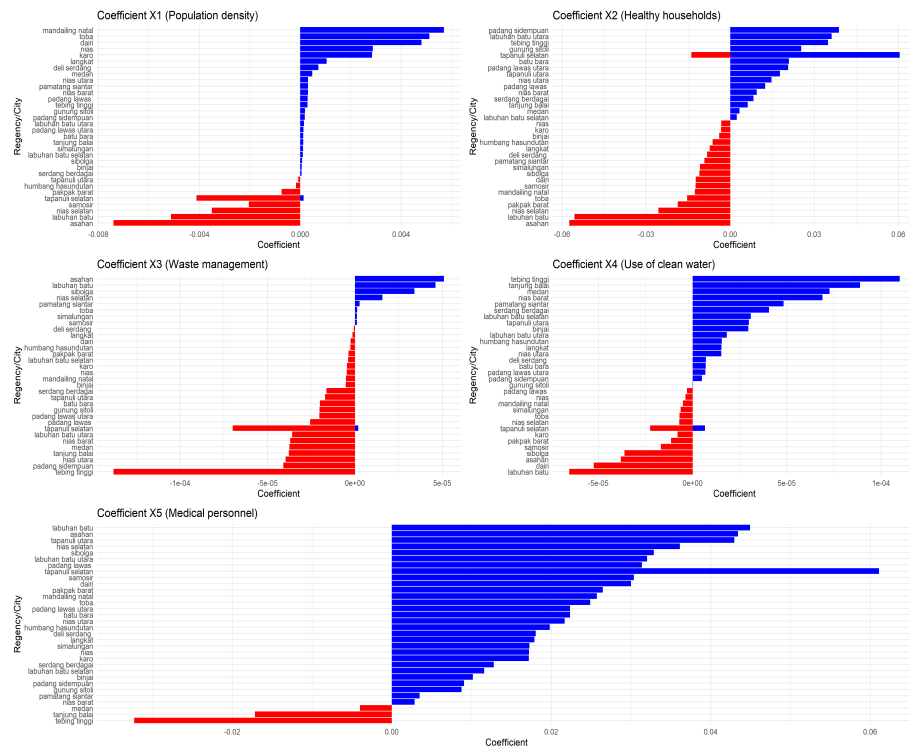 Coefficient X1 (Population density)
Regency/City
mandailing natal
toba
dairi
nias
karo
langkat
deli serdang
medan
nias utara
pamatang siantar
nias barat
padang lawas
tebing tinggi
gunung sitoli
padang sidempuan
labuhan batu utara
padang lawas utara
batu bara
tanjung balai
simalungan
labuhan batu selatan
sibolga
binjai
serdang berdagai
tapanuli utara
humbang hasundutan
pakpak barat
tapanuli selatan
samosir
nias selatan
labuhan batu
asahan
-0.008 -0.004 0.000 0.004
Coefficient
Coefficient X2 (Healthy households)
Regency/City
padang sidempuan
labuhan batu utara
tebing tinggi
gunung sitoli
tapanuli selatan
batu bara
padang lawas utara
tapanuli utara
nias utara
padang lawas
nias barat
serdang berdagai
tanjung balai
medan
labuhan batu selatan
nias
karo
binjai
humbang hasundutan
langkat
deli serdang
pamatang siantar
simalungan
sibolga
dairi
samosir
mandailing natal
toba
pakpak barat
nias selatan
labuhan batu
asahan
-0.06 -0.03 0.00 0.03 0.06
Coefficient
Coefficient X3 (Waste management)
Regency/City
asahan
labuhan batu
sibolga
nias selatan
pamatang siantar
toba
simalungan
samosir
deli serdang
langkat
dairi
humbang hasundutan
pakpak barat
labuhan batu selatan
karo
nias
mandailing natal
binjai
serdang berdagai
tapanuli utara
batu bara
gunung sitoli
padang lawas utara
padang lawas
tapanuli selatan
labuhan batu utara
nias barat
medan
tanjung balai
nias utara
padang sidempuan
tebing tinggi
-1e-04 -5e-05 0e+00 5e-05
Coefficient
Coefficient X4 (Use of clean water)
Regency/City
tebing tinggi
tanjung balai
medan
nias barat
pamatang siantar
serdang berdagai
labuhan batu selatan
tapanuli utara
binjai
labuhan batu utara
humbang hasundutan
langkat
nias utara
deli serdang
batu bara
padang lawas utara
padang sidempuan
gunung sitoli
padang lawas
nias
mandailing natal
simalungan
toba
nias selatan
tapanuli selatan
karo
pakpak barat
samosir
sibolga
asahan
dairi
labuhan batu
-5e-05 0e+00 5e-05 1e-04
Coefficient
Coefficient X5 (Medical personnel)
Regency/City
labuhan batu
asahan
tapanuli utara
nias selatan
sibolga
labuhan batu utara
padang lawas
tapanuli selatan
samosir
dairi
pakpak barat
mandailing natal
toba
padang lawas utara
batu bara
nias utara
humbang hasundutan
deli serdang
langkat
simalungan
nias
karo
serdang berdagai
labuhan batu selatan
binjai
padang sidempuan
gunung sitoli
pamatang siantar
nias barat
medan
tanjung balai
tebing tinggi
-0.02 0.00 0.02 0.04 0.06
Coefficient